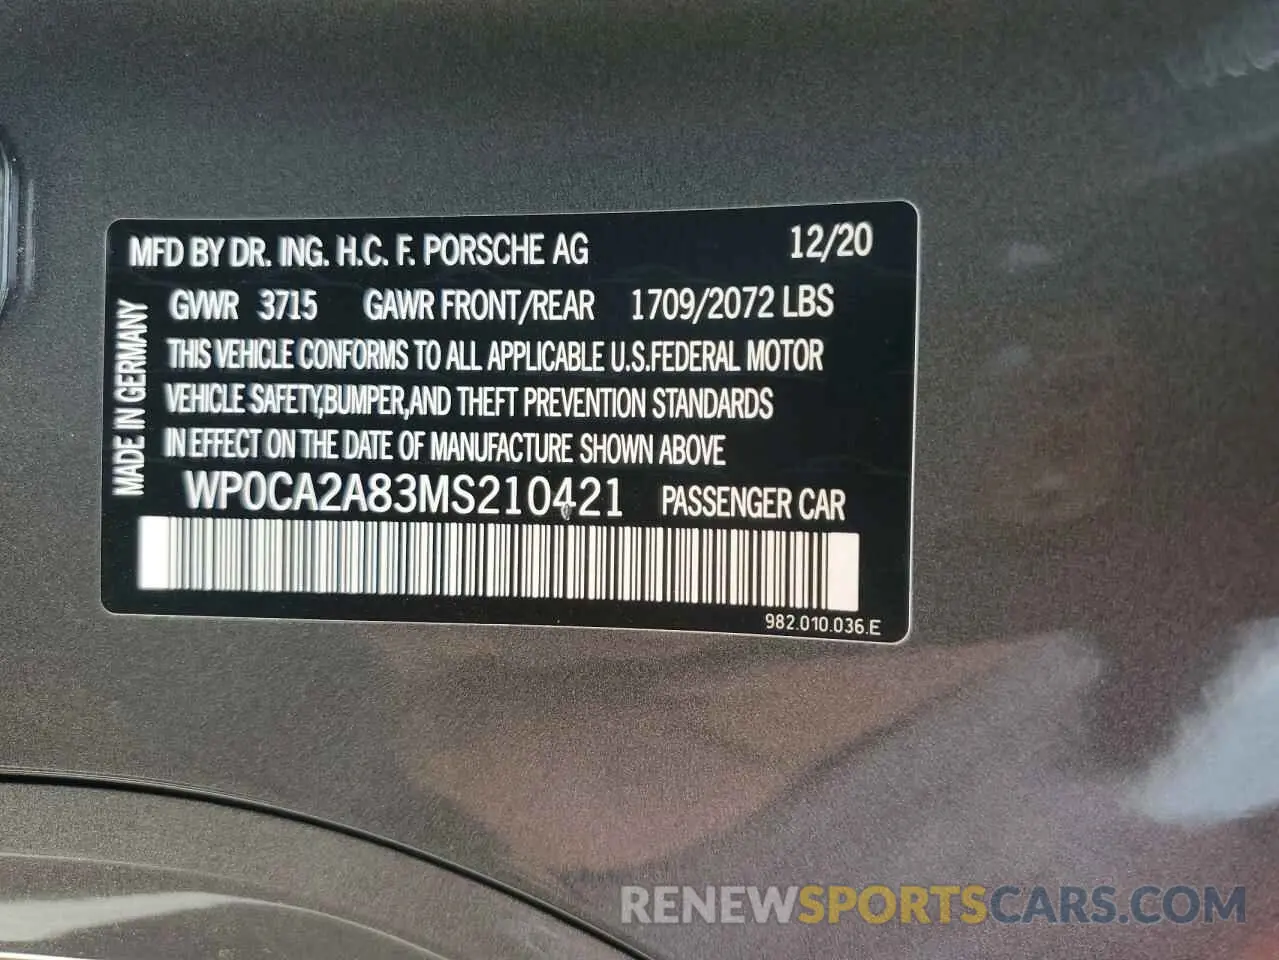 MFD BY DR. ING. H.C. F. PORSCHE AG 12/20
GVWR 3715 GAWR FRONT/REAR 1709/2072 LBS
THIS VEHICLE CONFORMS TO ALL APPLICABLE U.S.FEDERAL MOTOR
VEHICLE SAFETY,BUMPER,AND THEFT PREVENTION STANDARDS
IN EFFECT ON THE DATE OF MANUFACTURE SHOWN ABOVE
WP0CA2A83MS210421 PASSENGER CAR
MADE IN GERMANY
982.010.036.E
RENEWSPORTSCARS.COM